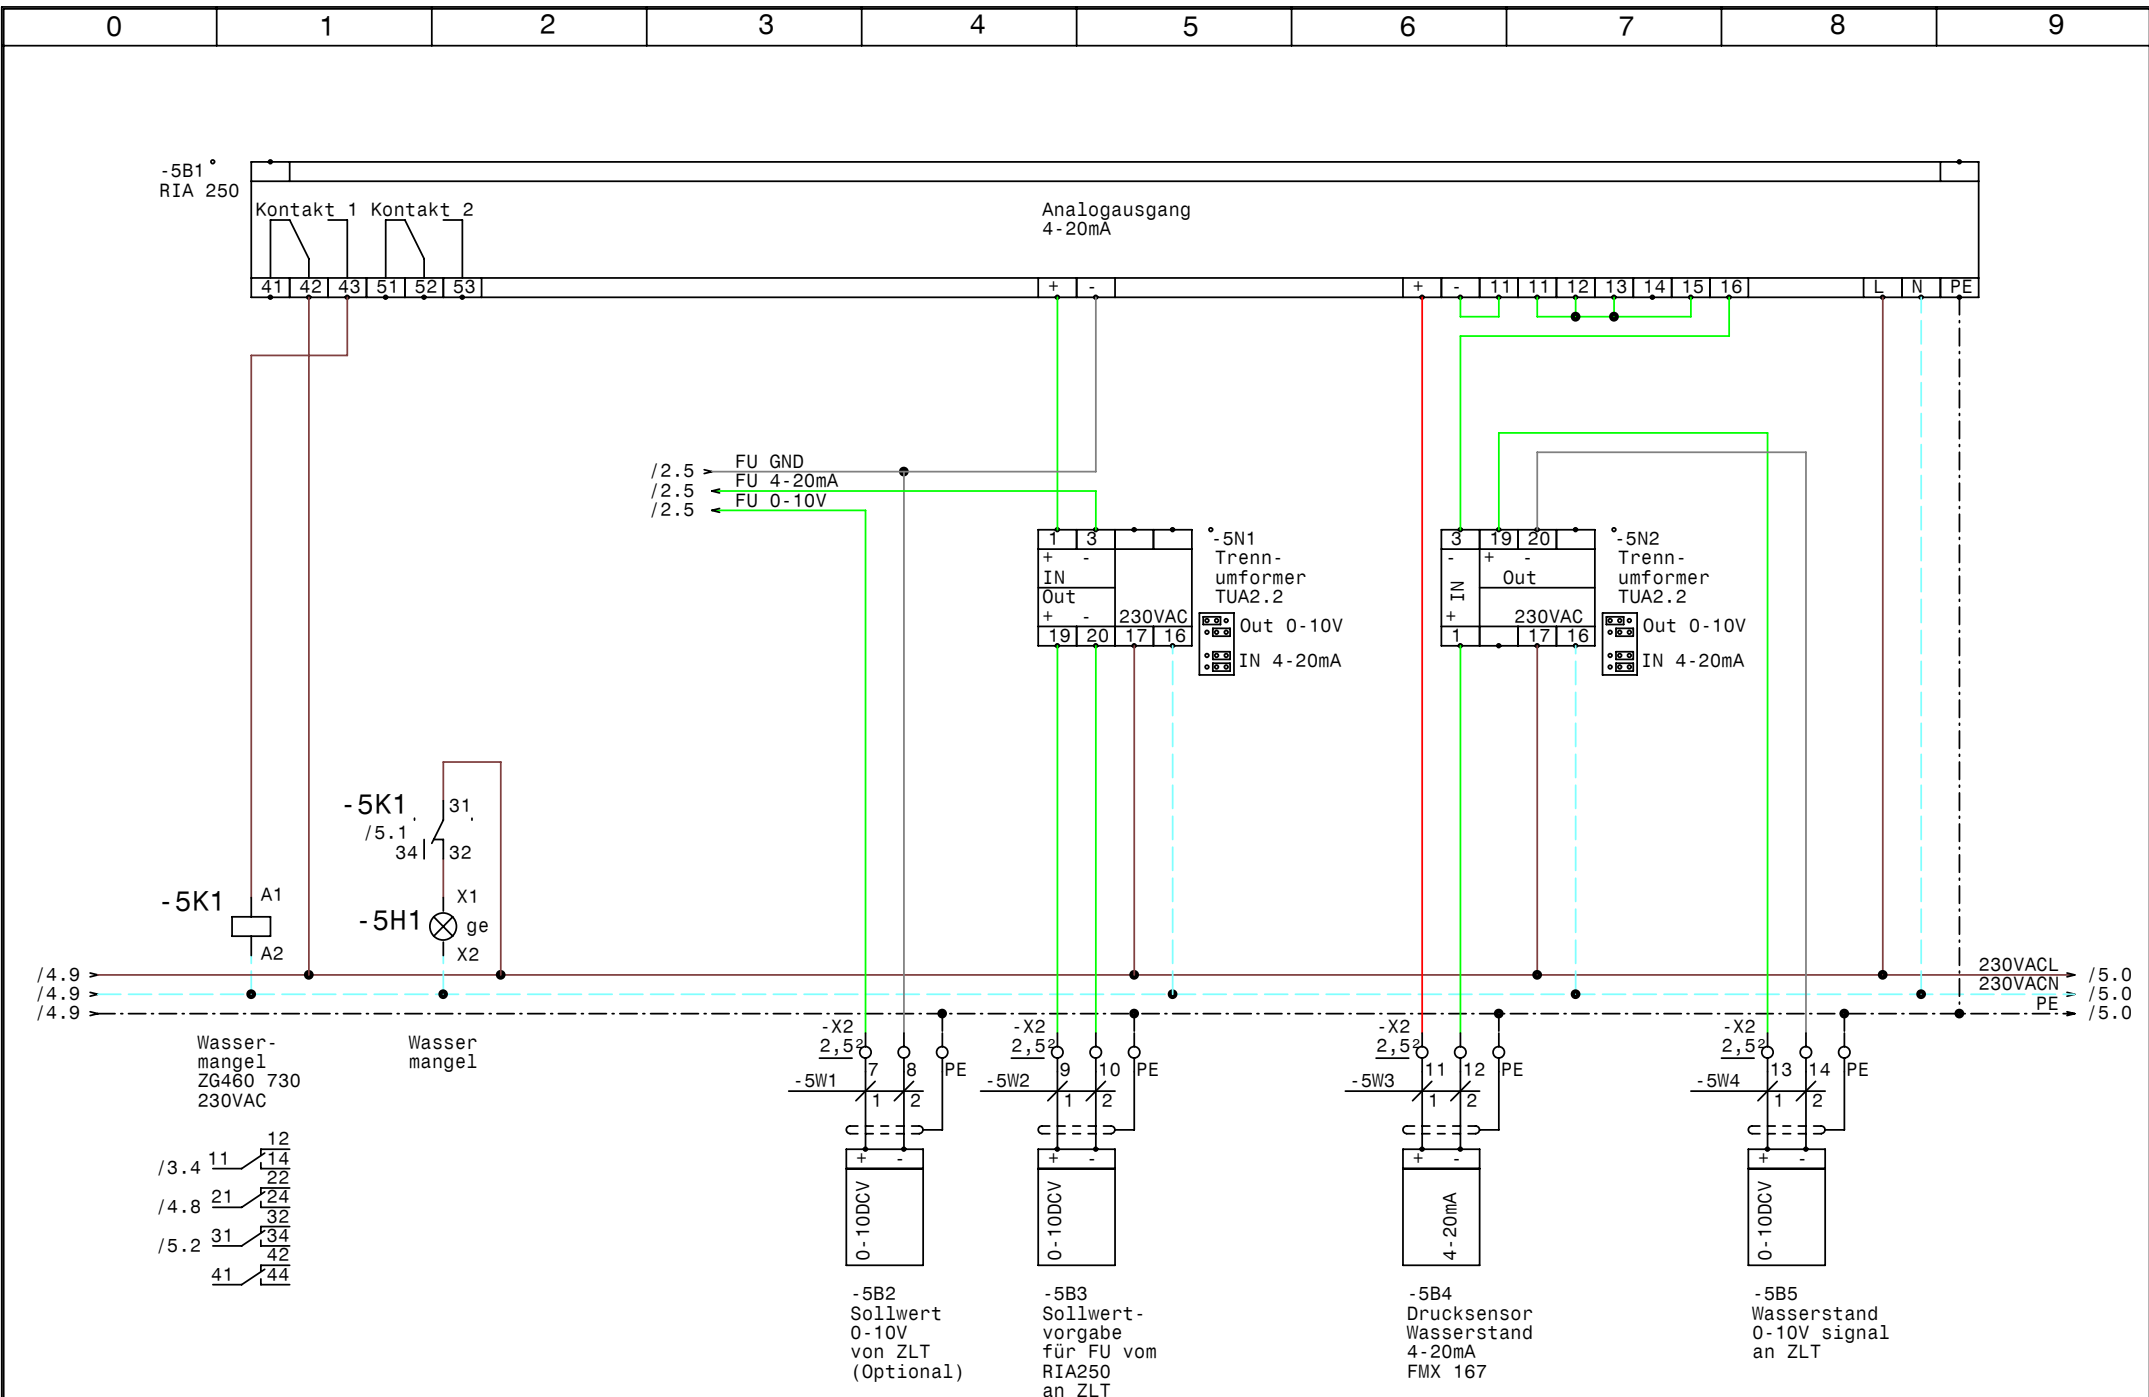 0 1 2 3 4 5 6 7 8 9
-5B1
RIA 250
Kontakt 1 Kontakt 2
Analogausgang
4-20mA
41 42 43 51 52 53 + - + - 11 11 12 13 14 15 16 L N PE
/2.5 FU GND
/2.5 FU 4-20mA
/2.5 FU 0-10V
1 3
+ -
IN
Out
+ - 230VAC
19 20 17 16
-5N1
Trenn-
umformer
TUA2.2
Out 0-10V
IN 4-20mA
3 19 20
- + -
IN Out
+ 230VAC
1 17 16
-5N2
Trenn-
umformer
TUA2.2
Out 0-10V
IN 4-20mA
-5K1 31
/5.1
34 32
-5K1 A1
A2
-5H1 X1
ge
X2
/4.9 230VACL /5.0
/4.9 230VACN /5.0
/4.9 PE /5.0
Wasser-
mangel
ZG460 730
230VAC
Wasser
mangel
12
/3.4 11 14
22
/4.8 21 24
32
/5.2 31 34
42
41 44
-X2
2,5²
7 8 PE
-5W1
1 2
+ -
0-10DCV
-5B2
Sollwert
0-10V
von ZLT
(Optional)
-X2
2,5²
9 10 PE
-5W2
1 2
+ -
0-10DCV
-5B3
Sollwert-
vorgabe
für FU vom
RIA250
an ZLT
-X2
2,5²
11 12 PE
-5W3
1 2
+ -
4-20mA
-5B4
Drucksensor
Wasserstand
4-20mA
FMX 167
-X2
2,5²
13 14 PE
-5W4
1 2
+ -
0-10DCV
-5B5
Wasserstand
0-10V signal
an ZLT